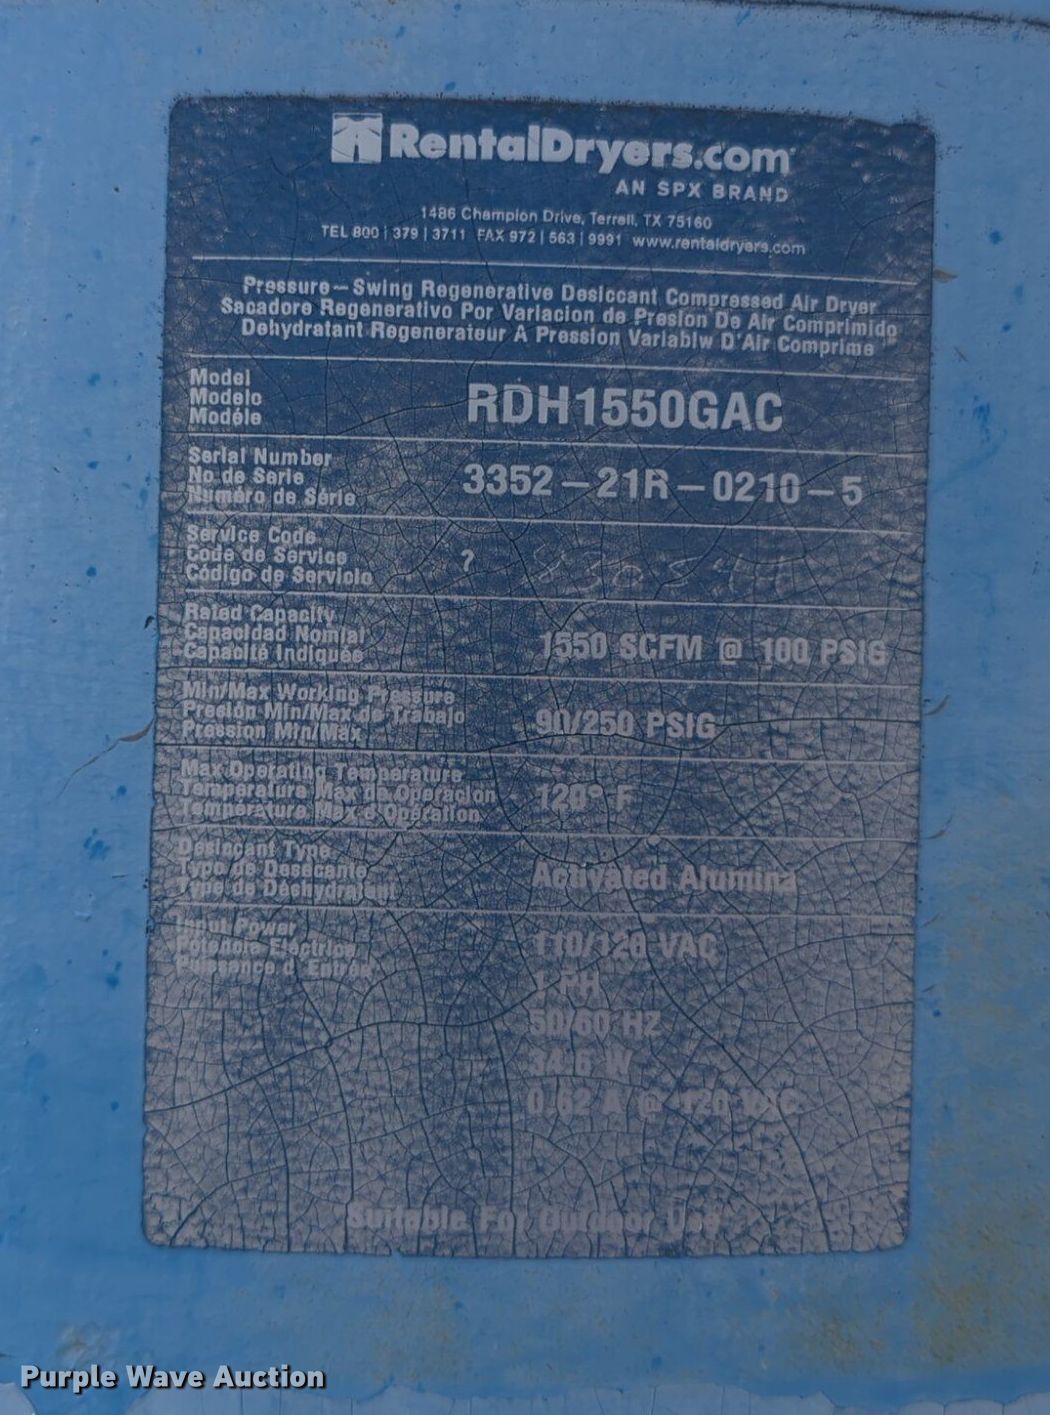 RentalDryers.com
AN SPX BRAND
1486 Champion Drive, Terrell, TX 75160
TEL 800 | 379 | 3711 FAX 972 | 563 | 9991 www.rentaldryers.com
Pressure-Swing Regenerative Desiccant Compressed Air Dryer
Sacadore Regenerativo Por Variacion de Presion De Air Comprimido
Dehydratant Regenerateur A Pression Variablw D'Air Comprime
Model
Modelo
Modéle
RDH1550GAC
Serial Number
No de Serie
Numéro de Série
3352-21R-0210-5
Service Code
Code de Service
Código de Servicio
?
Rated Capacity
Capacidad Nomial
Capacité Indiquée
1550 SCFM @ 100 PSIG
Min/Max Working Pressure
Presión Min/Max de Trabajo
Pression Min/Max
90/250 PSIG
Max Operating Temperature
Temperature Max de Operacion
Temperature Max d'Operation
120° F
Desiccant Type
Type de Desecante
Type de Déshydratant
Activated Alumina
Input Power
110/120 VAC
1 PH
50/60 HZ
W
A @ 120 VAC
Suitable For Outdoor Use
Purple Wave Auction